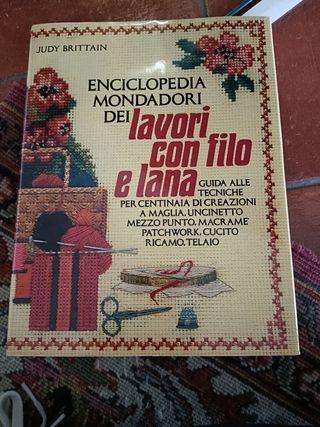 JUDY BRITTAIN
ENCICLOPEDIA
MONDADORI
DEI lavori
con filo
e lana
GUIDA ALLE
TECNICHE
PER CENTINAIA DI CREAZIONI
A MAGLIA, UNCINETTO
MEZZO PUNTO, MACRAME'
PATCHWORK, CUCITO
RICAMO, TELAIO